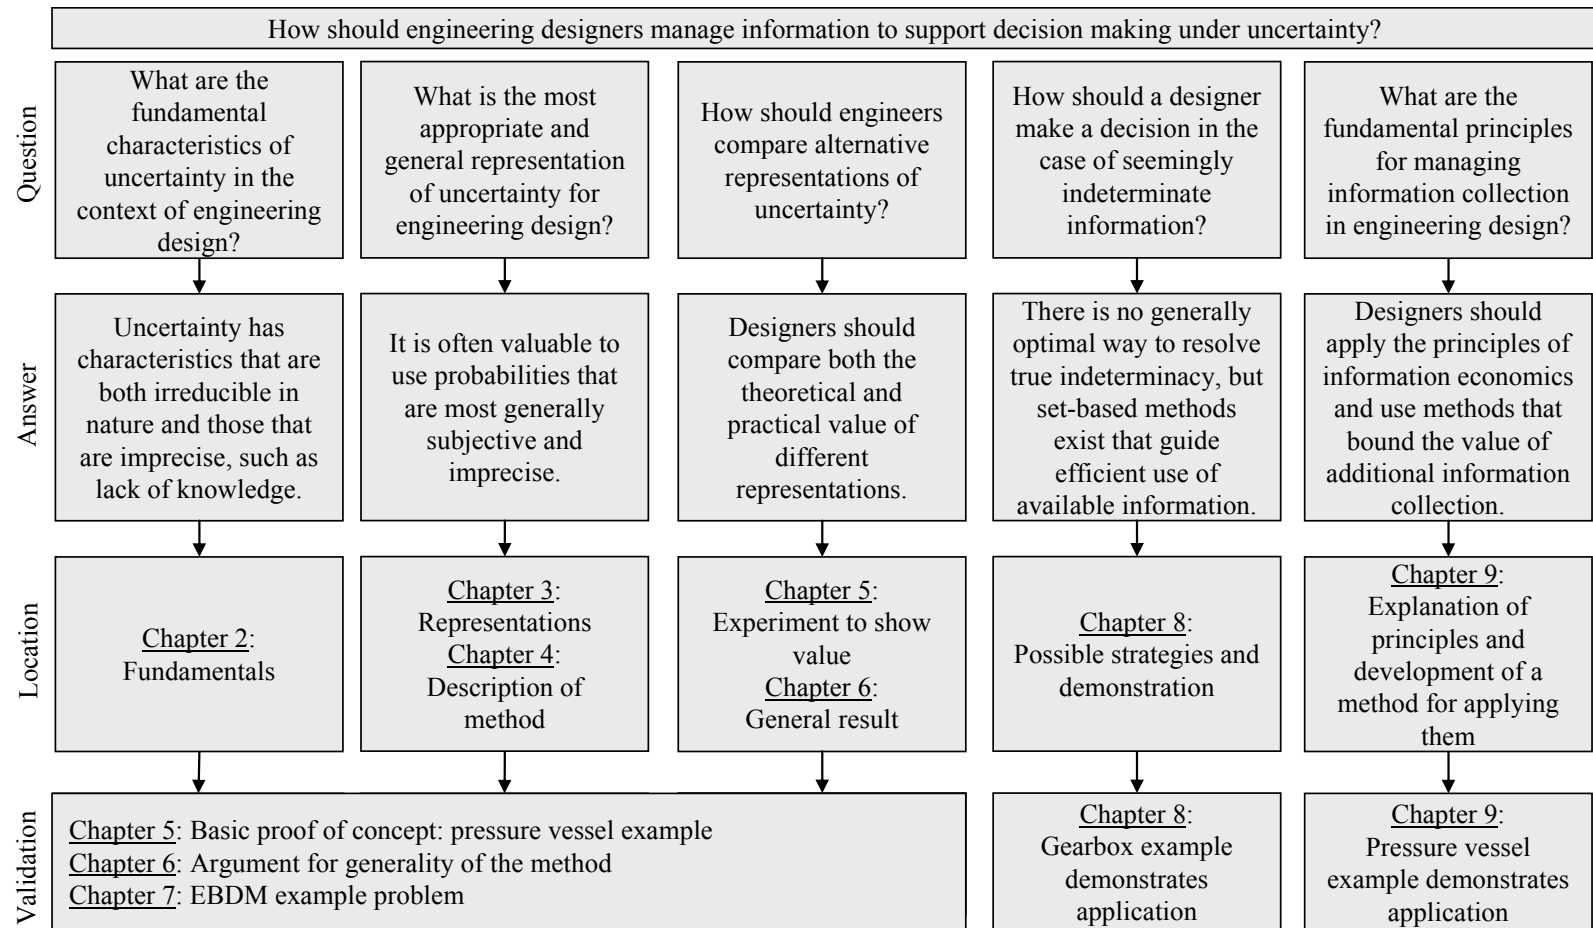 How should engineering designers manage information to support decision making under uncertainty?
Question
What are the
fundamental
characteristics of
uncertainty in the
context of engineering
design?
What is the most
appropriate and
general representation
of uncertainty for
engineering design?
How should engineers
compare alternative
representations of
uncertainty?
How should a designer
make a decision in the
case of seemingly
indeterminate
information?
What are the
fundamental principles
for managing
information collection
in engineering design?
Answer
Uncertainty has
characteristics that are
both irreducible in
nature and those that
are imprecise, such as
lack of knowledge.
It is often valuable to
use probabilities that
are most generally
subjective and
imprecise.
Designers should
compare both the
theoretical and
practical value of
different
representations.
There is no generally
optimal way to resolve
true indeterminacy, but
set-based methods
exist that guide
efficient use of
available information.
Designers should
apply the principles of
information economics
and use methods that
bound the value of
additional information
collection.
Location
Chapter 2:
Fundamentals
Chapter 3:
Representations
Chapter 4:
Description of
method
Chapter 5:
Experiment to show
value
Chapter 6:
General result
Chapter 8:
Possible strategies and
demonstration
Chapter 9:
Explanation of
principles and
development of a
method for applying
them
Validation
Chapter 5: Basic proof of concept: pressure vessel example
Chapter 6: Argument for generality of the method
Chapter 7: EBDM example problem
Chapter 8:
Gearbox example
demonstrates
application
Chapter 9:
Pressure vessel
example demonstrates
application